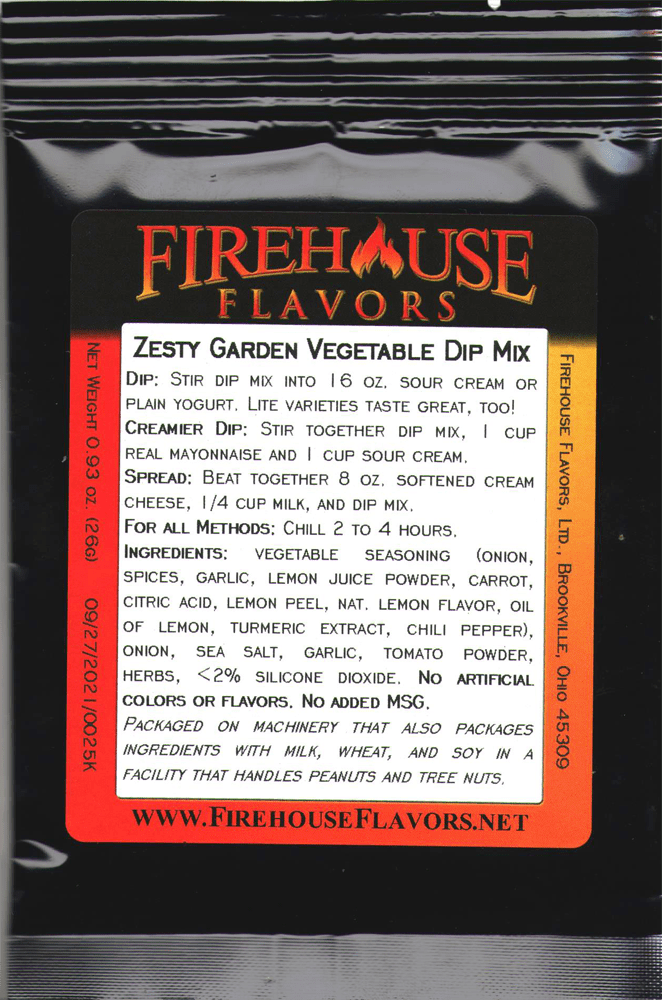 FIREHOUSE
FLAVORS
ZESTY GARDEN VEGETABLE DIP MIX
DIP: STIR DIP MIX INTO 16 OZ. SOUR CREAM OR
PLAIN YOGURT. LITE VARIETIES TASTE GREAT, TOO!
CREAMIER DIP: STIR TOGETHER DIP MIX, 1 CUP
REAL MAYONNAISE AND 1 CUP SOUR CREAM.
SPREAD: BEAT TOGETHER 8 OZ. SOFTENED CREAM
CHEESE, 1/4 CUP MILK, AND DIP MIX.
FOR ALL METHODS: CHILL 2 TO 4 HOURS.
INGREDIENTS: VEGETABLE SEASONING (ONION,
SPICES, GARLIC, LEMON JUICE POWDER, CARROT,
CITRIC ACID, LEMON PEEL, NAT. LEMON FLAVOR, OIL
OF LEMON, TURMERIC EXTRACT, CHILI PEPPER),
ONION, SEA SALT, GARLIC, TOMATO POWDER,
HERBS, <2% SILICONE DIOXIDE. NO ARTIFICIAL
COLORS OR FLAVORS. NO ADDED MSG.
PACKAGED ON MACHINERY THAT ALSO PACKAGES
INGREDIENTS WITH MILK, WHEAT, AND SOY IN A
FACILITY THAT HANDLES PEANUTS AND TREE NUTS.
WWW.FIREHOUSEFLAVORS.NET
NET WEIGHT 0.93 OZ. (26G) 09/27/2021/0025K
FIREHOUSE FLAVORS, LTD., BROOKVILLE, OHIO 45309